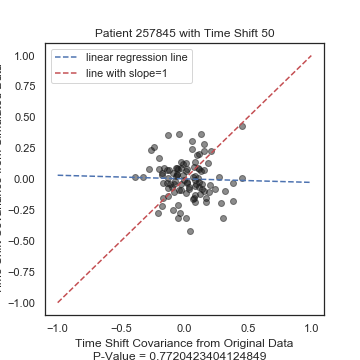 Patient 257845 with Time Shift 50
linear regression line
line with slope=1
1.00
0.75
0.50
0.25
0.00
−0.25
−0.50
−0.75
−1.00
−1.0
−0.5
0.0
0.5
1.0
Time Shift Covariance from Original Data
P-Value = 0.7720423404124849